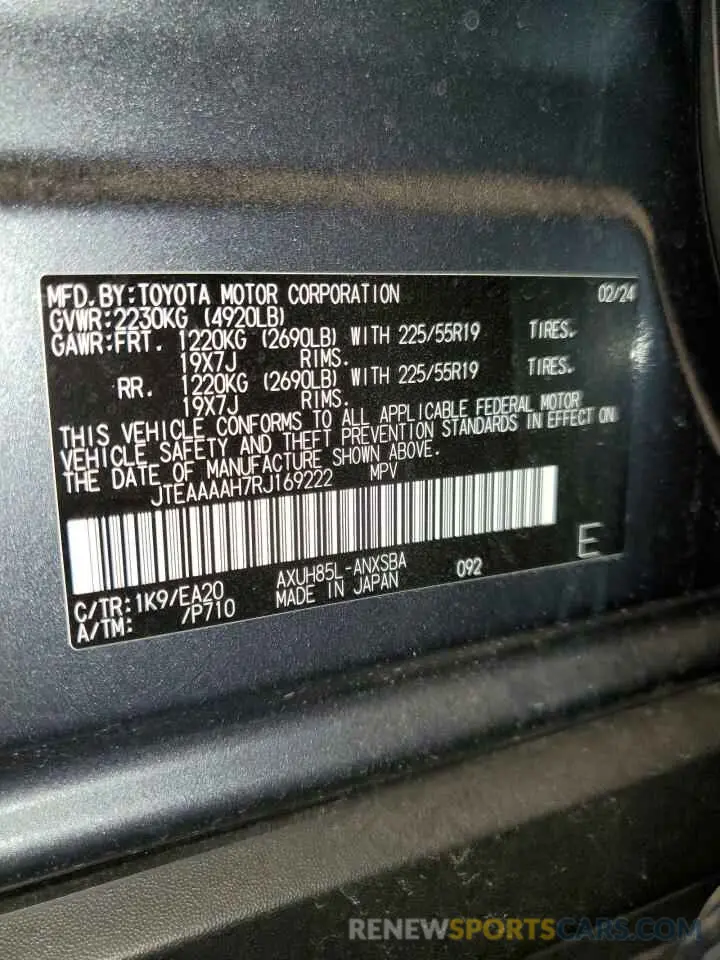 MFD.BY:TOYOTA MOTOR CORPORATION 02/24
GVWR:2230KG (4920LB)
GAWR:FRT. 1220KG (2690LB) WITH 225/55R19 TIRES.
19X7J RIMS.
RR. 1220KG (2690LB) WITH 225/55R19 TIRES.
19X7J RIMS.
THIS VEHICLE CONFORMS TO ALL APPLICABLE FEDERAL MOTOR
VEHICLE SAFETY AND THEFT PREVENTION STANDARDS IN EFFECT ON
THE DATE OF MANUFACTURE SHOWN ABOVE.
JTEAAAAH7RJ169222 MPV
E
C/TR:1K9/EA20 AXUH85L-ANXSBA 092
A/TM: /P710 MADE IN JAPAN
RENEWSPORTSCARS.COM